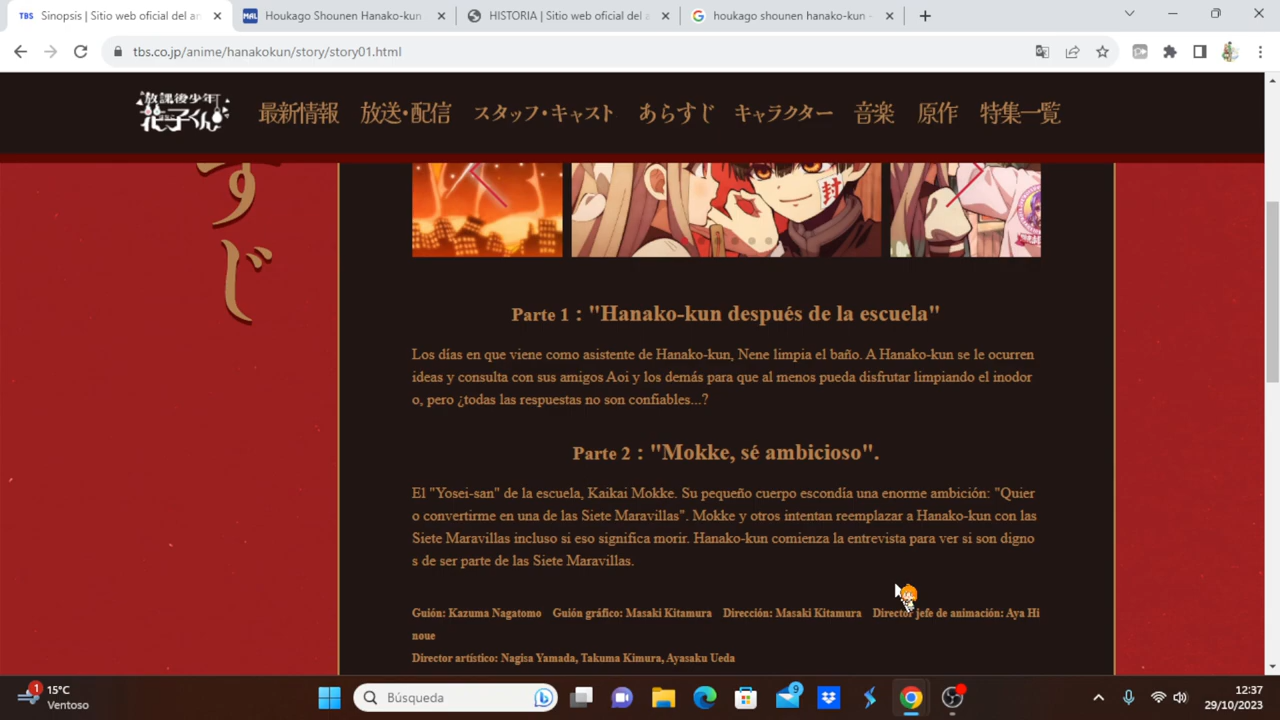 Sinopsis | Sitio web oficial del an
Houkago Shounen Hanako-kun
HISTORIA | Sitio web oficial del a
houkago shounen hanako-kun -
tbs.co.jp/anime/hanakokun/story/story01.html
放課後少年
花子くん
最新情報 放送・配信 スタッフ・キャスト あらすじ キャラクター 音楽 原作 特集一覧
すじ
封
Parte 1 : "Hanako-kun después de la escuela"
Los días en que viene como asistente de Hanako-kun, Nene limpia el baño. A Hanako-kun se le ocurren
ideas y consulta con sus amigos Aoi y los demás para que al menos pueda disfrutar limpiando el inodor
o, pero ¿todas las respuestas no son confiables...?
Parte 2 : "Mokke, sé ambicioso".
El "Yosei-san" de la escuela, Kaikai Mokke. Su pequeño cuerpo escondía una enorme ambición: "Quier
o convertirme en una de las Siete Maravillas". Mokke y otros intentan reemplazar a Hanako-kun con las
Siete Maravillas incluso si eso significa morir. Hanako-kun comienza la entrevista para ver si son digno
s de ser parte de las Siete Maravillas.
Guión: Kazuma Nagatomo Guión gráfico: Masaki Kitamura Dirección: Masaki Kitamura Director jefe de animación: Aya Hi
noue
Director artístico: Nagisa Yamada, Takuma Kimura, Ayasaku Ueda
1
15°C
Ventoso
Búsqueda
9
12:37
29/10/2023